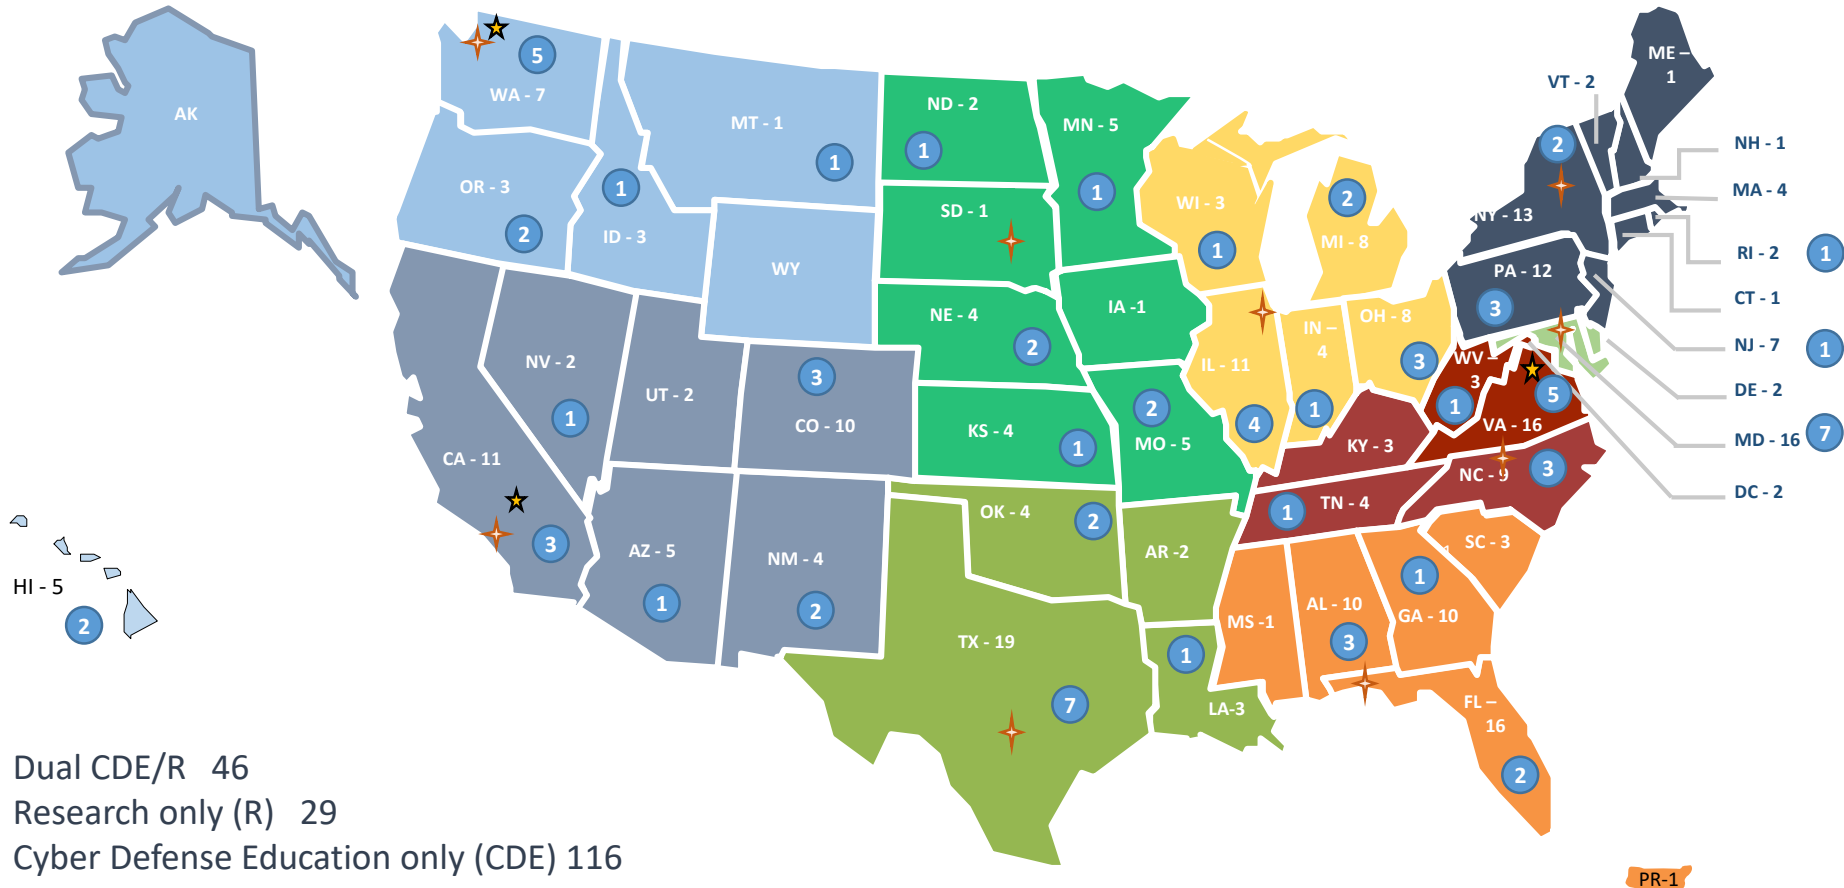 AK
5
WA - 7
MT - 1
1
OR - 3
2
1
ID - 3
WY
ND - 2
1
MN - 5
1
SD - 1
NE - 4
2
IA -1
KS - 4
1
2
MO - 5
WI - 3
1
2
MI - 8
IL - 11
4
IN –
4
1
OH - 8
3
ME –
1
VT - 2
2
NY - 13
NH - 1
MA - 4
RI - 2
1
CT - 1
NJ - 7
1
DE - 2
MD - 16
7
DC - 2
PA - 12
3
WV –
3
1
5
VA - 16
KY - 3
NC - 9
3
TN - 4
1
SC - 3
1
GA - 10
AL - 10
3
MS -1
FL –
16
2
NV - 2
1
UT - 2
3
CO - 10
CA - 11
3
AZ - 5
1
NM - 4
2
OK - 4
2
AR -2
TX - 19
7
1
LA-3
HI - 5
2
Dual CDE/R 46
Research only (R) 29
Cyber Defense Education only (CDE) 116
PR-1